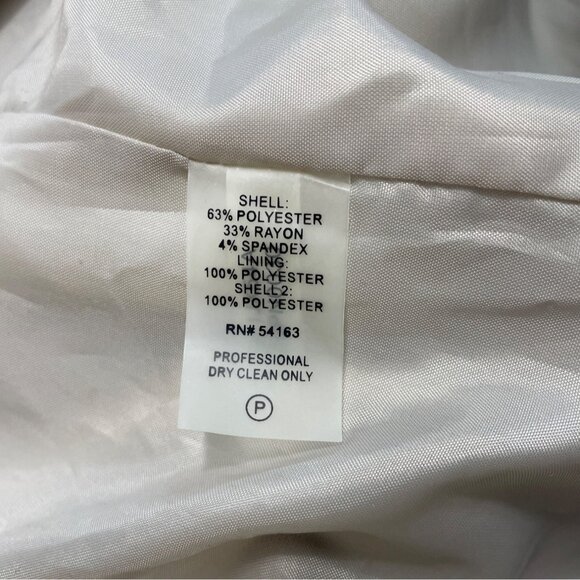 SHELL:
63% POLYESTER
33% RAYON
4% SPANDEX
LINING:
100% POLYESTER
SHELL 2:
100% POLYESTER
RN# 54163
PROFESSIONAL
DRY CLEAN ONLY
P